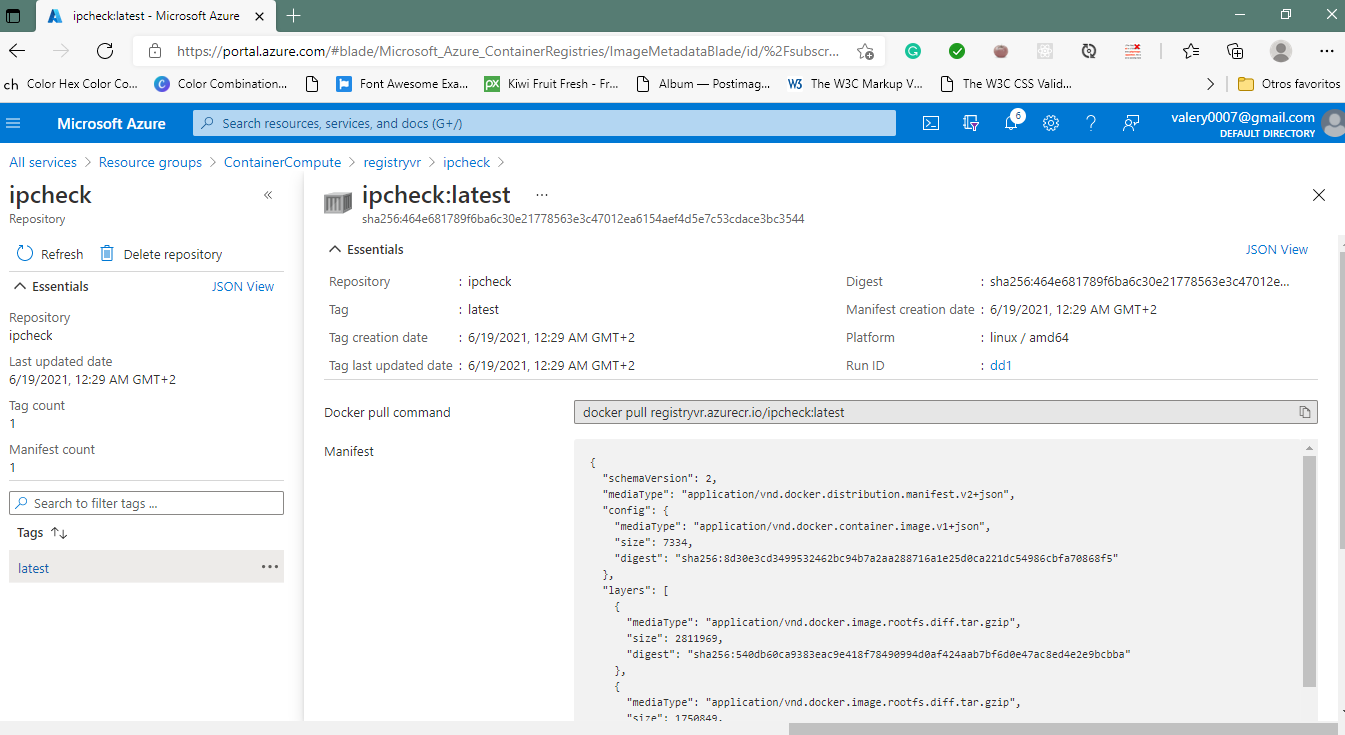 ipcheck:latest - Microsoft Azure
https://portal.azure.com/#blade/Microsoft_Azure_ContainerRegistries/ImageMetadataBlade/id/%2Fsubscr...
ch Color Hex Color Co... Color Combination... Font Awesome Exa... Kiwi Fruit Fresh - Fr... Album — Postimag... The W3C Markup V... The W3C CSS Valid... Otros favoritos
Microsoft Azure Search resources, services, and docs (G+/) 6 valery0007@gmail.com
DEFAULT DIRECTORY
All services > Resource groups > ContainerCompute > registryvr > ipcheck >
ipcheck
Repository
Refresh Delete repository
Essentials JSON View
Repository
ipcheck
Last updated date
6/19/2021, 12:29 AM GMT+2
Tag count
1
Manifest count
1
Search to filter tags ...
Tags
latest ...
ipcheck:latest ...
sha256:464e681789f6ba6c30e21778563e3c47012ea6154aef4d5e7c53cdace3bc3544
Essentials JSON View
Repository : ipcheck Digest : sha256:464e681789f6ba6c30e21778563e3c47012e...
Tag : latest Manifest creation date : 6/19/2021, 12:29 AM GMT+2
Tag creation date : 6/19/2021, 12:29 AM GMT+2 Platform : linux / amd64
Tag last updated date : 6/19/2021, 12:29 AM GMT+2 Run ID : dd1
Docker pull command docker pull registryvr.azurecr.io/ipcheck:latest
Manifest
{
"schemaVersion": 2,
"mediaType": "application/vnd.docker.distribution.manifest.v2+json",
"config": {
"mediaType": "application/vnd.docker.container.image.v1+json",
"size": 7334,
"digest": "sha256:8d30e3cd3499532462bc94b7a2aa288716a1e25d0ca221dc54986cbfa70868f5"
},
"layers": [
{
"mediaType": "application/vnd.docker.image.rootfs.diff.tar.gzip",
"size": 2811969,
"digest": "sha256:540db60ca9383eac9e418f78490994d0af424aab7bf6d0e47ac8ed4e2e9bcbba"
},
{
"mediaType": "application/vnd.docker.image.rootfs.diff.tar.gzip",
"size": 1750849,